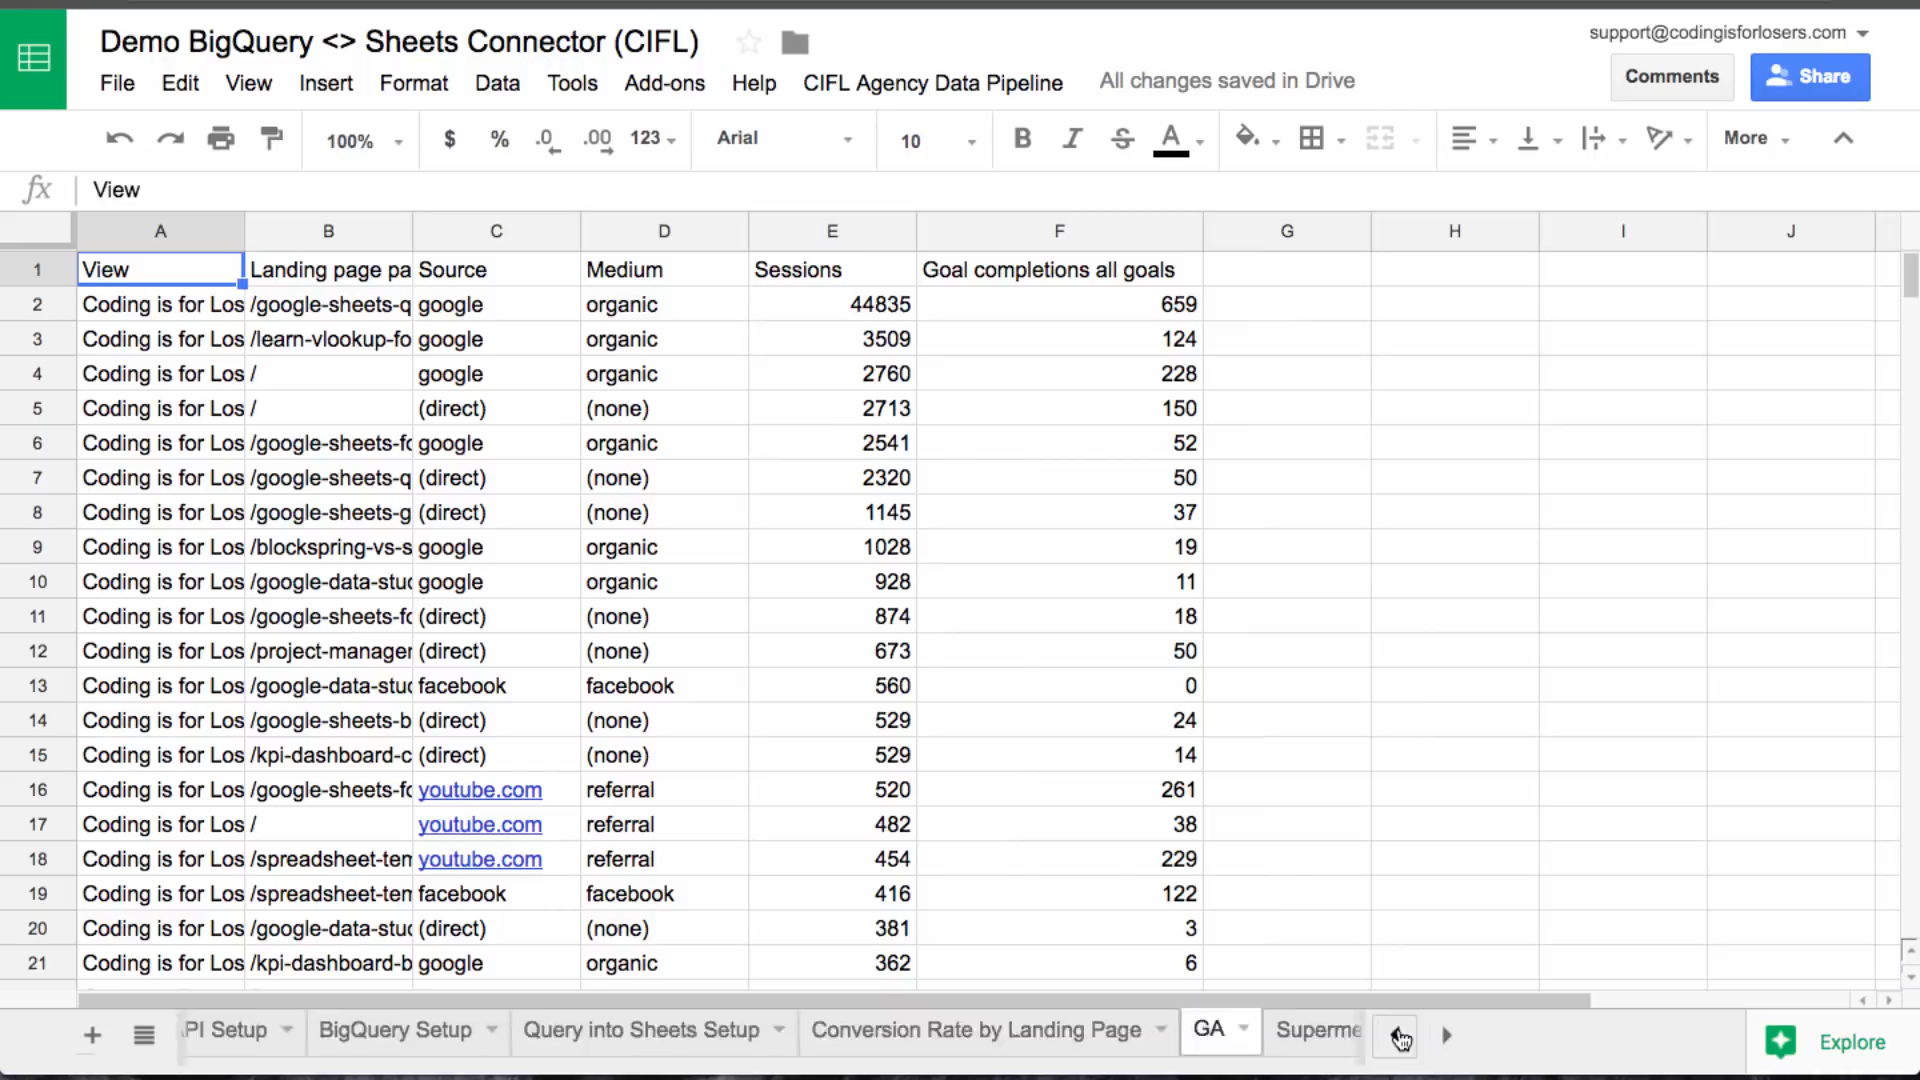 Demo BigQuery <> Sheets Connector (CIFL)
support@codingisforlosers.com
File Edit View Insert Format Data Tools Add-ons Help CIFL Agency Data Pipeline All changes saved in Drive
Comments Share
100% $ % .0 .00 123 Arial 10 B I S A More
fx View
A B C D E F G H I J
1 View Landing page pa Source Medium Sessions Goal completions all goals
2 Coding is for Los /google-sheets-q google organic 44835 659
3 Coding is for Los /learn-vlookup-fo google organic 3509 124
4 Coding is for Los / google organic 2760 228
5 Coding is for Los / (direct) (none) 2713 150
6 Coding is for Los /google-sheets-fo google organic 2541 52
7 Coding is for Los /google-sheets-q (direct) (none) 2320 50
8 Coding is for Los /google-sheets-g (direct) (none) 1145 37
9 Coding is for Los /blockspring-vs-s google organic 1028 19
10 Coding is for Los /google-data-stud google organic 928 11
11 Coding is for Los /google-sheets-fo (direct) (none) 874 18
12 Coding is for Los /project-manager (direct) (none) 673 50
13 Coding is for Los /google-data-stud facebook facebook 560 0
14 Coding is for Los /google-sheets-b (direct) (none) 529 24
15 Coding is for Los /kpi-dashboard-c (direct) (none) 529 14
16 Coding is for Los /google-sheets-fo youtube.com referral 520 261
17 Coding is for Los / youtube.com referral 482 38
18 Coding is for Los /spreadsheet-tem youtube.com referral 454 229
19 Coding is for Los /spreadsheet-tem facebook facebook 416 122
20 Coding is for Los /google-data-stud (direct) (none) 381 3
21 Coding is for Los /kpi-dashboard-b google organic 362 6
+ PI Setup BigQuery Setup Query into Sheets Setup Conversion Rate by Landing Page GA Superme Explore